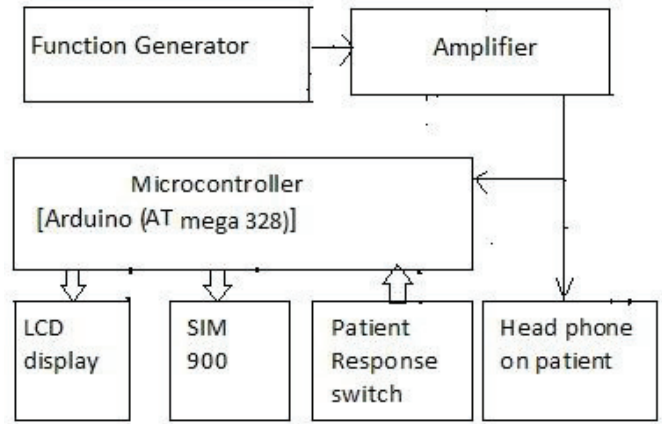 Function Generator
Amplifier
Microcontroller
[Arduino (AT mega 328)]
LCD
display
SIM
900
Patient
Response
switch
Head phone
on patient